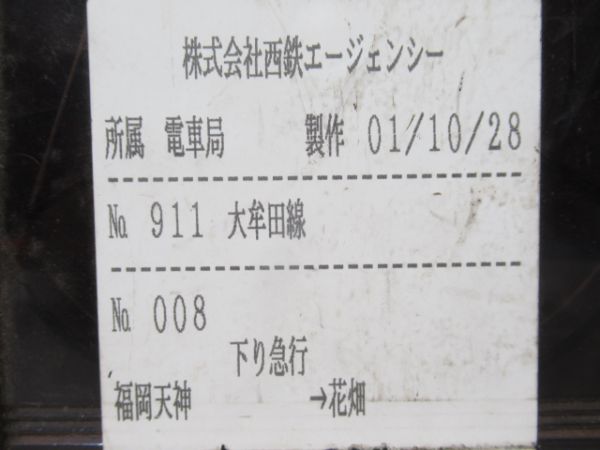 株式会社西鉄エージェンシー
所属 電車局 製作 01/10/28
№ 911 大牟田線
№ 008
下り急行
福岡天神 →花畑